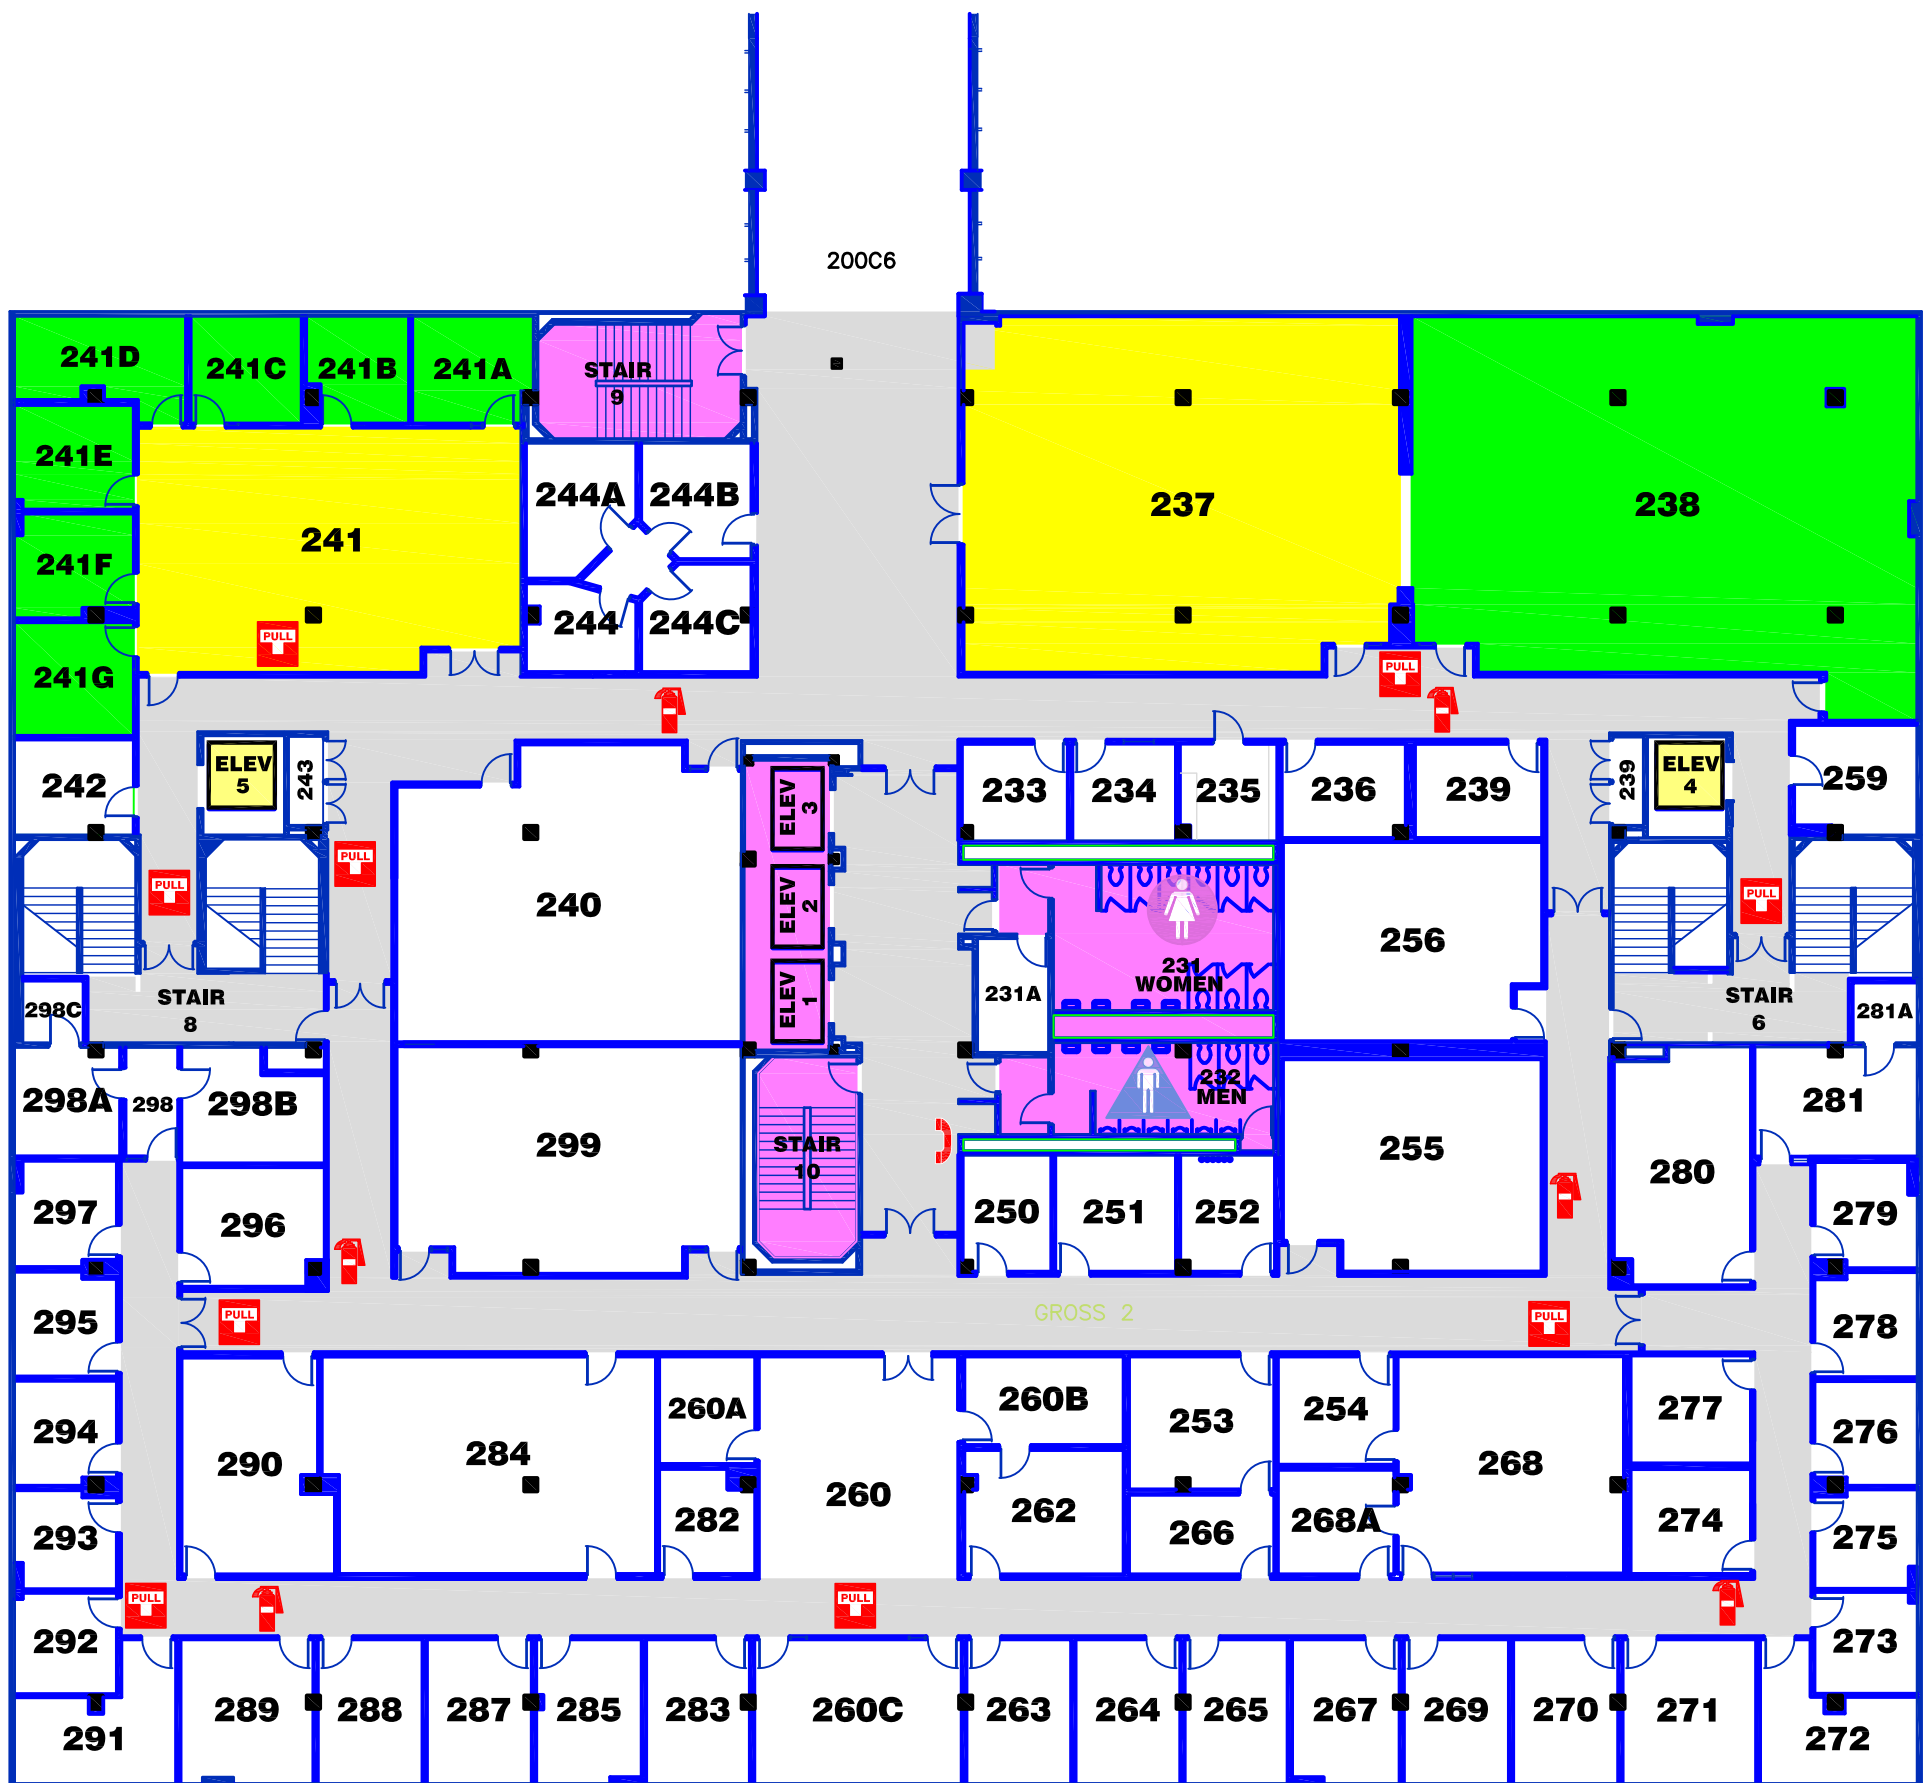 200C6
241D
241C
241B
241A
STAIR
9
241E
244A
244B
237
238
241
241F
244
244C
PULL
241G
PULL
242
ELEV
5
243
ELEV
3
233
234
235
236
239
239
ELEV
4
259
PULL
PULL
240
ELEV
2
PULL
256
231
WOMEN
298C
STAIR
8
ELEV
1
231A
STAIR
6
281A
298A
298
298B
232
MEN
281
299
STAIR
10
255
280
297
296
250
251
252
279
295
PULL
GROSS 2
PULL
278
294
290
284
260A
260B
253
254
268
277
276
293
282
260
262
266
268A
274
275
PULL
PULL
292
273
291
289
288
287
285
283
260C
263
264
265
267
269
270
271
272